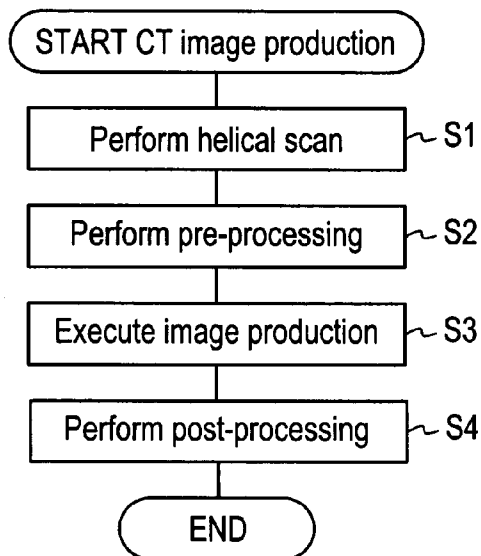 START CT image production
Perform helical scan S1
Perform pre-processing S2
Execute image production S3
Perform post-processing S4
END